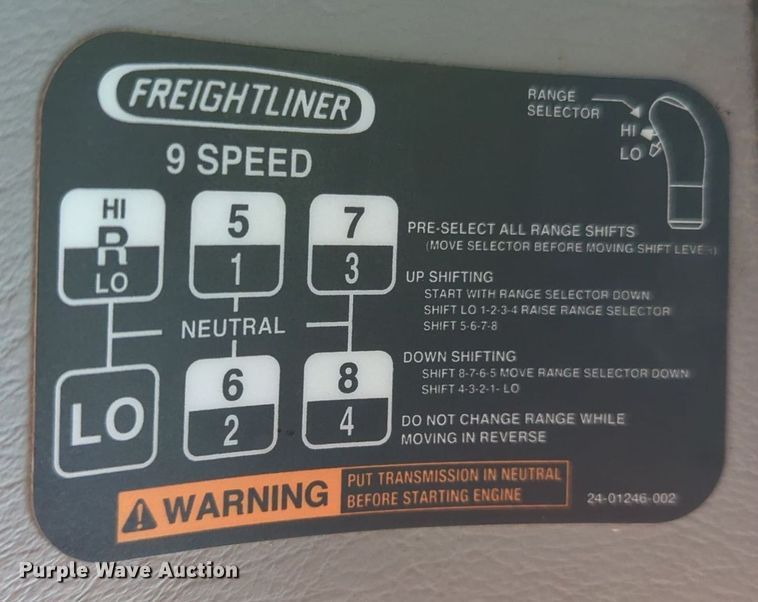 FREIGHTLINER
9 SPEED
RANGE
SELECTOR
HI
LO
HI
R
LO
5
1
7
3
NEUTRAL
LO
6
2
8
4
PRE-SELECT ALL RANGE SHIFTS
(MOVE SELECTOR BEFORE MOVING SHIFT LEVER)
UP SHIFTING
START WITH RANGE SELECTOR DOWN
SHIFT LO 1-2-3-4 RAISE RANGE SELECTOR
SHIFT 5-6-7-8
DOWN SHIFTING
SHIFT 8-7-6-5 MOVE RANGE SELECTOR DOWN
SHIFT 4-3-2-1- LO
DO NOT CHANGE RANGE WHILE
MOVING IN REVERSE
WARNING
PUT TRANSMISSION IN NEUTRAL
BEFORE STARTING ENGINE
24-01246-002
Purple Wave Auction